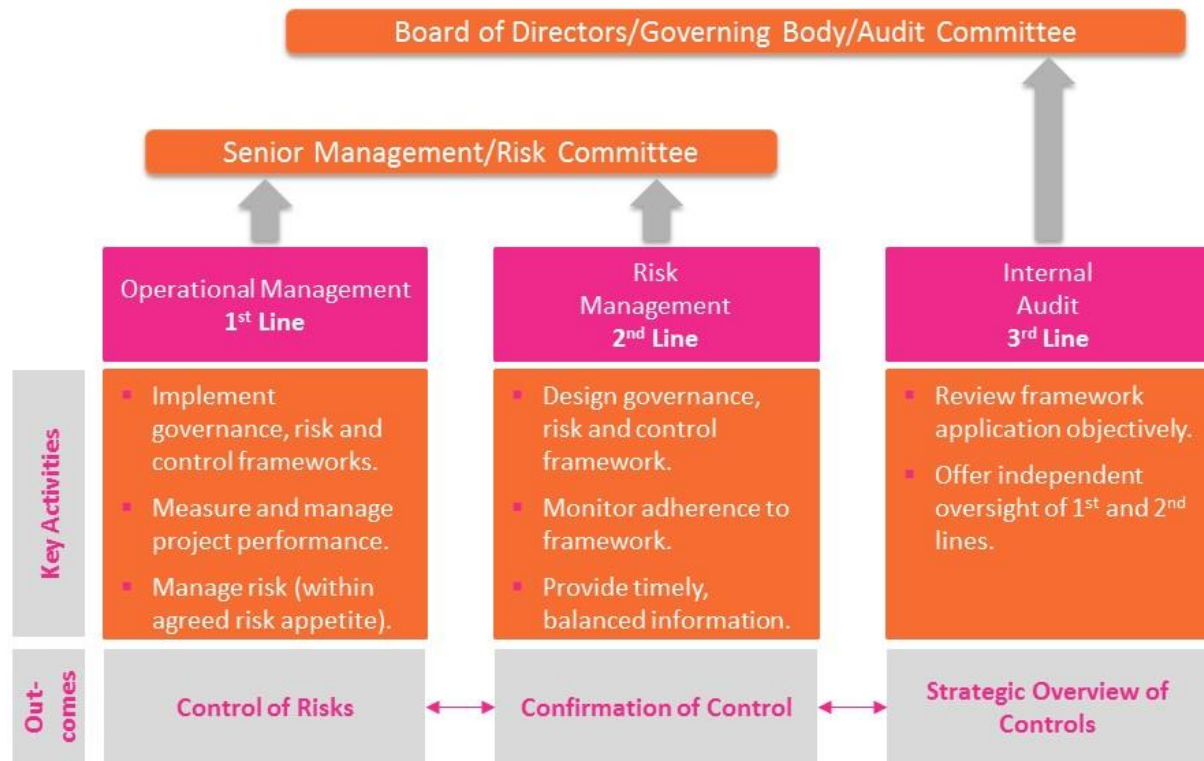 Board of Directors/Governing Body/Audit Committee
Senior Management/Risk Committee
Operational Management
1st Line
Risk
Management
2nd Line
Internal
Audit
3rd Line
Key Activities
▪ Implement
governance, risk and
control frameworks.
▪ Measure and manage
project performance.
▪ Manage risk (within
agreed risk appetite).
▪ Design governance,
risk and control
framework.
▪ Monitor adherence to
framework.
▪ Provide timely,
balanced information.
▪ Review framework
application objectively.
▪ Offer independent
oversight of 1st and 2nd
lines.
Out-
comes
Control of Risks
Confirmation of Control
Strategic Overview of
Controls